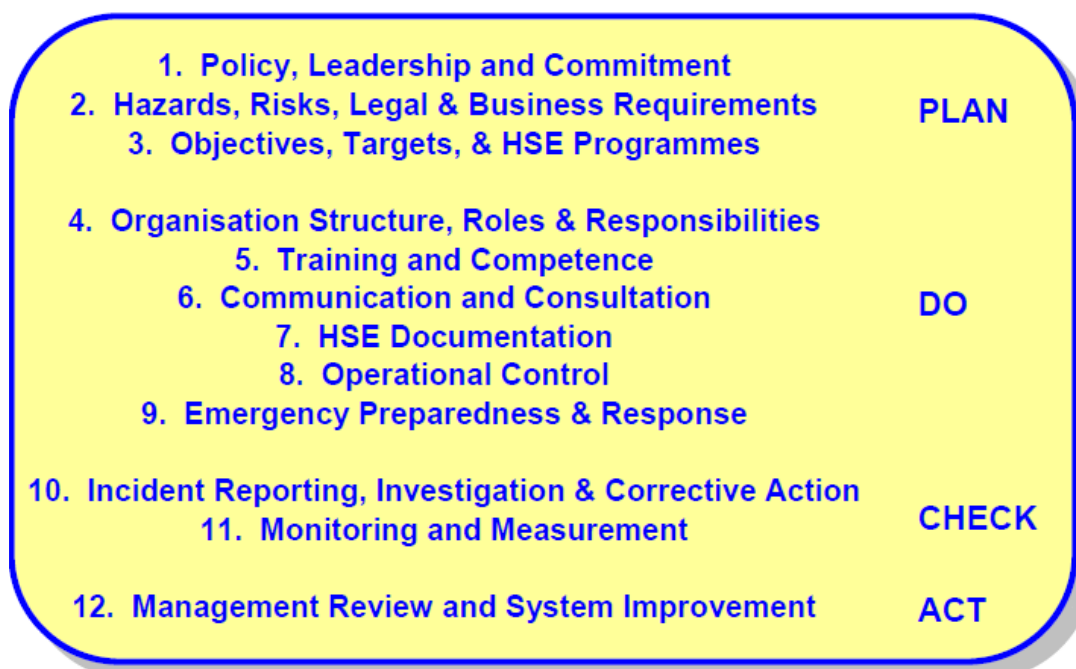 1. Policy, Leadership and Commitment
2. Hazards, Risks, Legal & Business Requirements
PLAN
3. Objectives, Targets, & HSE Programmes
4. Organisation Structure, Roles & Responsibilities
5. Training and Competence
6. Communication and Consultation
DO
7. HSE Documentation
8. Operational Control
9. Emergency Preparedness & Response
10. Incident Reporting, Investigation & Corrective Action
CHECK
11. Monitoring and Measurement
12. Management Review and System Improvement
ACT